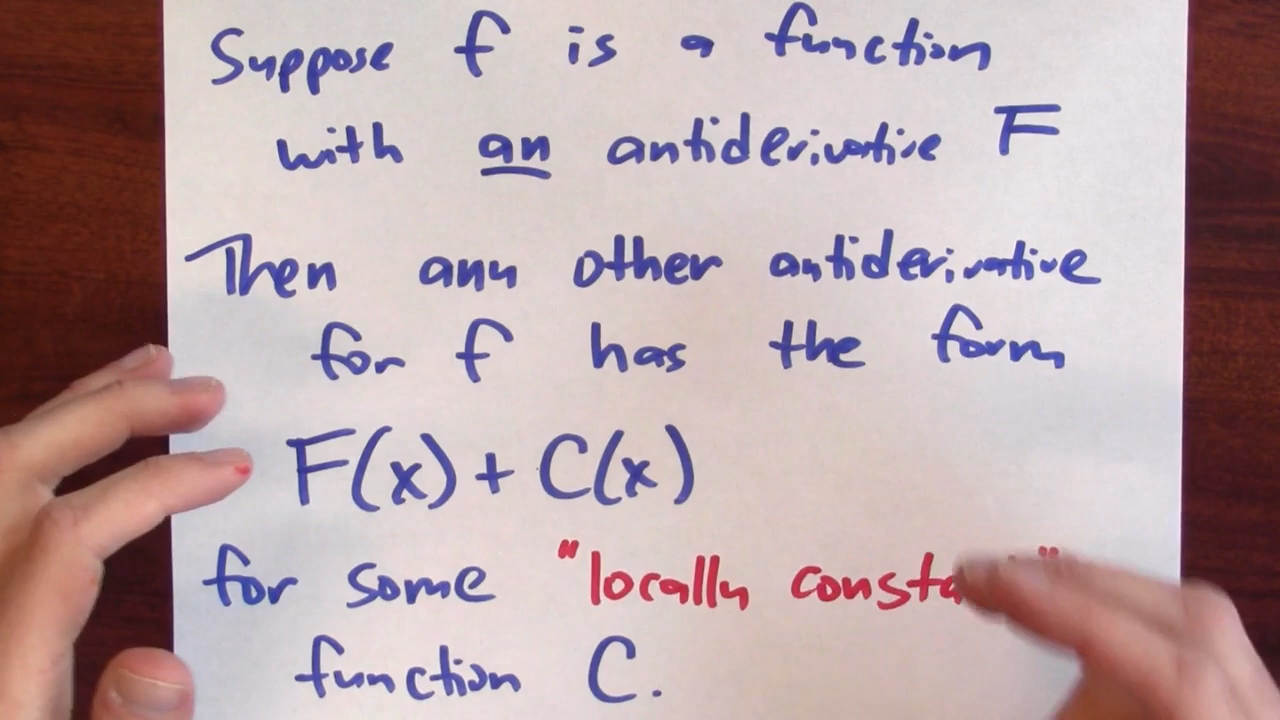 Suppose f is a function
with an antiderivative F
Then any other antiderivative
for f has the form
F(x) + C(x)
for some "locally
function C.